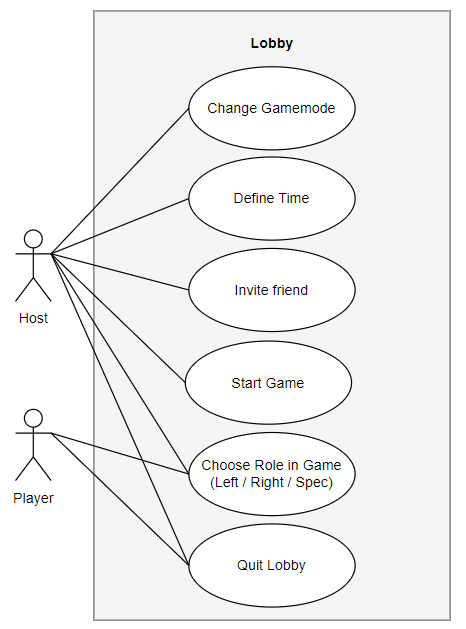 Lobby
Change Gamemode
Define Time
Invite friend
Host
Start Game
Choose Role in Game
(Left / Right / Spec)
Player
Quit Lobby